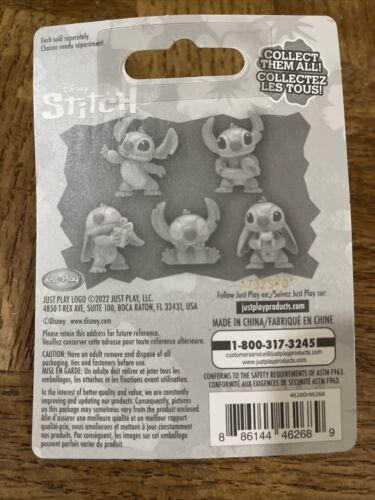 Each sold separately.
Chacun vendu séparément.
COLLECT
THEM ALL!
COLLECTEZ
LES TOUS!
Disney
Stitch
Just Play
JUST PLAY LOGO ©2022 JUST PLAY, LLC.
4850 T-REX AVE, SUITE 100, BOCA RATON, FL 33431, USA
©Disney www.disney.com
Follow Just Play on:/Suivez Just Play sur:
justplayproducts.com
MADE IN CHINA/FABRIQUÉ EN CHINE
Please retain this address for future reference.
Veuillez conserver cette adresse pour toute référence ultérieure.
CAUTION: Have an adult remove and dispose of all
packaging, ties and fasteners before use.
MISE EN GARDE: Un adulte doit retirer et jeter tous les
emballages, les attaches et les fixations avant usage.
1-800-317-3245
customerservice@justplayproducts.com
justplayproducts.com
CONFORMS TO THE SAFETY REQUIREMENTS OF ASTM F963.
CONFORME AUX EXIGENCES DE SÉCURITÉ ASTM F963.
In the interest of better quality and value, we are constantly
improving and updating our products. Consequently, pictures
on this package may sometimes vary from the product enclosed.
Afin d'assurer une meilleure qualité et un meilleur rapport
qualité-prix, nous mettons constamment à jour nos produits.
Par conséquent, les images sur cet emballage
peuvent parfois varier du produit.
46260/46268
8 86144 46268 9